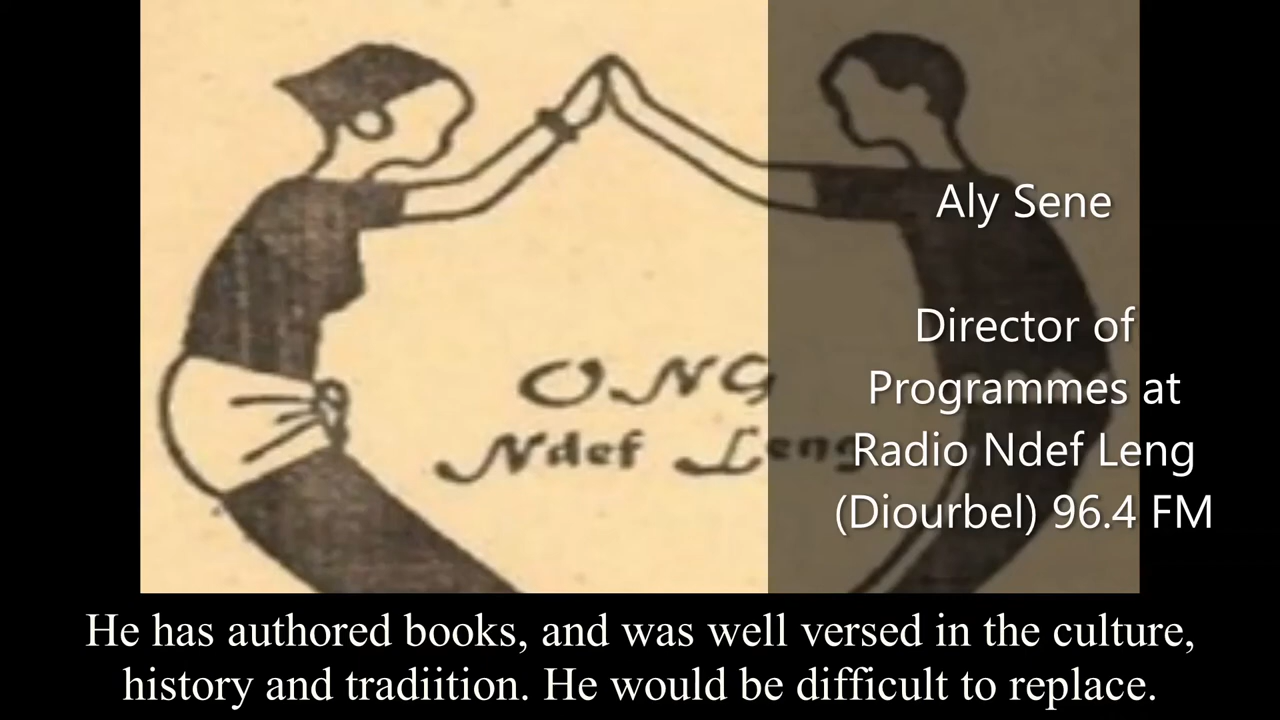 ONG
Ndef Leng
Aly Sene
Director of
Programmes at
Radio Ndef Leng
(Diourbel) 96.4 FM
He has authored books, and was well versed in the culture,
history and tradiition. He would be difficult to replace.